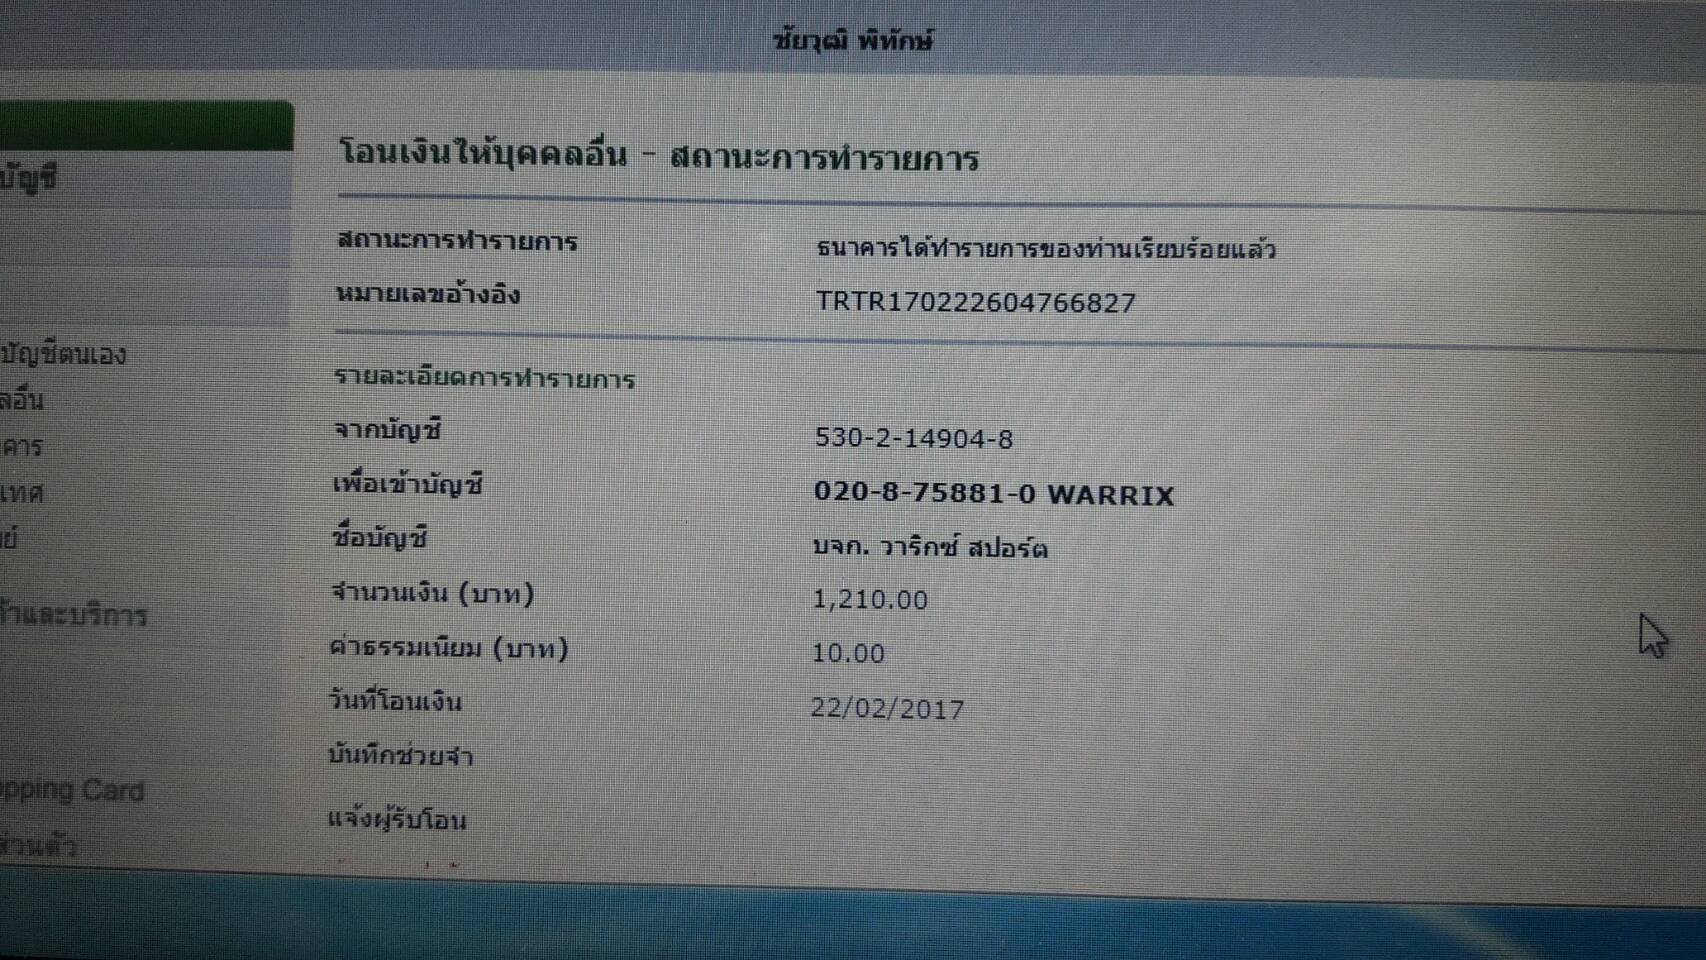 ชัยวุฒิ พิทักษ์
โอนเงินให้บุคคลอื่น - สถานะการทำรายการ
บัญชี
สถานะการทำรายการ ธนาคารได้ทำรายการของท่านเรียบร้อยแล้ว
หมายเลขอ้างอิง TRTR170222604766827
บัญชีตนเอง
รายละเอียดการทำรายการ
ลอื่น
จากบัญชี 530-2-14904-8
คาร
เพื่อเข้าบัญชี 020-8-75881-0 WARRIX
เทศ
ชื่อบัญชี บจก. วาริกซ์ สปอร์ต
จำนวนเงิน (บาท) 1,210.00
ค้าและบริการ
ค่าธรรมเนียม (บาท) 10.00
วันที่โอนเงิน 22/02/2017
บันทึกช่วยจำ
opping Card
แจ้งผู้รับโอน
ส่วนตัว